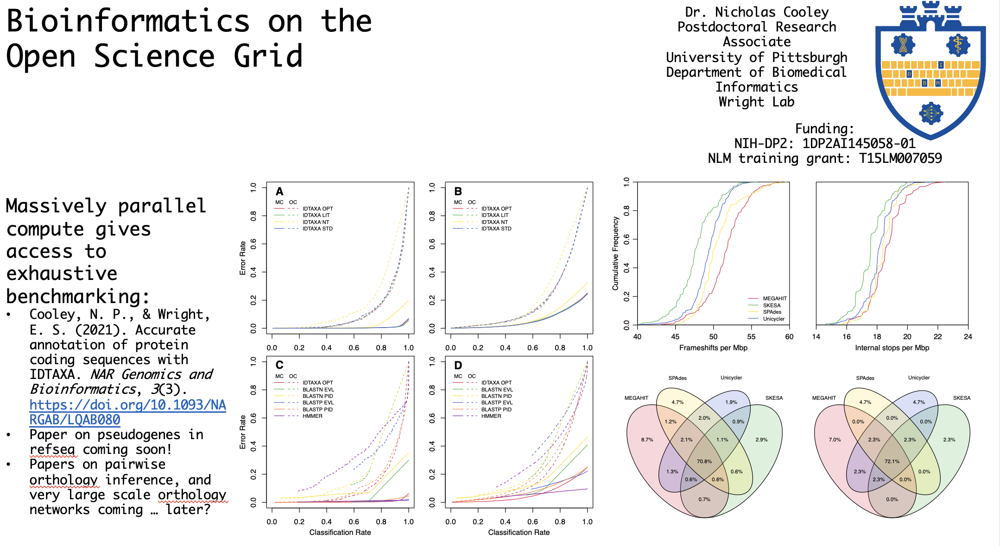 Bioinformatics on the
Open Science Grid
Dr. Nicholas Cooley
Postdoctoral Research
Associate
University of Pittsburgh
Department of Biomedical
Informatics
Wright Lab
I
D
B M
Funding:
NIH-DP2: 1DP2AI145058-01
NLM training grant: T15LM007059
Massively parallel
compute gives
access to
exhaustive
benchmarking:
• Cooley, N. P., & Wright,
E. S. (2021). Accurate
annotation of protein
coding sequences with
IDTAXA. NAR Genomics and
Bioinformatics, 3(3).
https://doi.org/10.1093/NA
RGAB/LQAB080
• Paper on pseudogenes in
refseq coming soon!
• Papers on pairwise
orthology inference, and
very large scale orthology
networks coming … later?
A
MC OC
IDTAXA OPT
IDTAXA LIT
IDTAXA NT
IDTAXA STD
Error Rate
0.0 0.2 0.4 0.6 0.8 1.0
0.0 0.2 0.4 0.6 0.8 1.0
B
MC OC
IDTAXA OPT
IDTAXA LIT
IDTAXA NT
IDTAXA STD
0.0 0.2 0.4 0.6 0.8 1.0
0.0 0.2 0.4 0.6 0.8 1.0
C
MC OC
IDTAXA OPT
BLASTN EVL
BLASTN PID
BLASTP EVL
BLASTP PID
HMMER
Error Rate
0.0 0.2 0.4 0.6 0.8 1.0
0.0 0.2 0.4 0.6 0.8 1.0
Classification Rate
D
MC OC
IDTAXA OPT
BLASTN EVL
BLASTN PID
BLASTP EVL
BLASTP PID
HMMER
0.0 0.2 0.4 0.6 0.8 1.0
0.0 0.2 0.4 0.6 0.8 1.0
Classification Rate
Cumulative Frequency
0.0 0.2 0.4 0.6 0.8 1.0
MEGAHIT
SKESA
SPAdes
Unicycler
40 45 50 55 60
Frameshifts per Mbp
14 16 18 20 22 24
Internal stops per Mbp
SPAdes Unicycler
MEGAHIT SKESA
4.7% 1.9%
1.2% 2.0% 0.9%
8.7% 2.1% 1.1% 2.9%
70.8%
1.3% 0.6%
0.6% 0.6%
0.7%
SPAdes Unicycler
MEGAHIT SKESA
4.7% 4.7%
0.0% 0.0% 0.0%
7.0% 2.3% 2.3% 2.3%
72.1%
2.3% 0.0%
2.3% 0.0%
0.0%